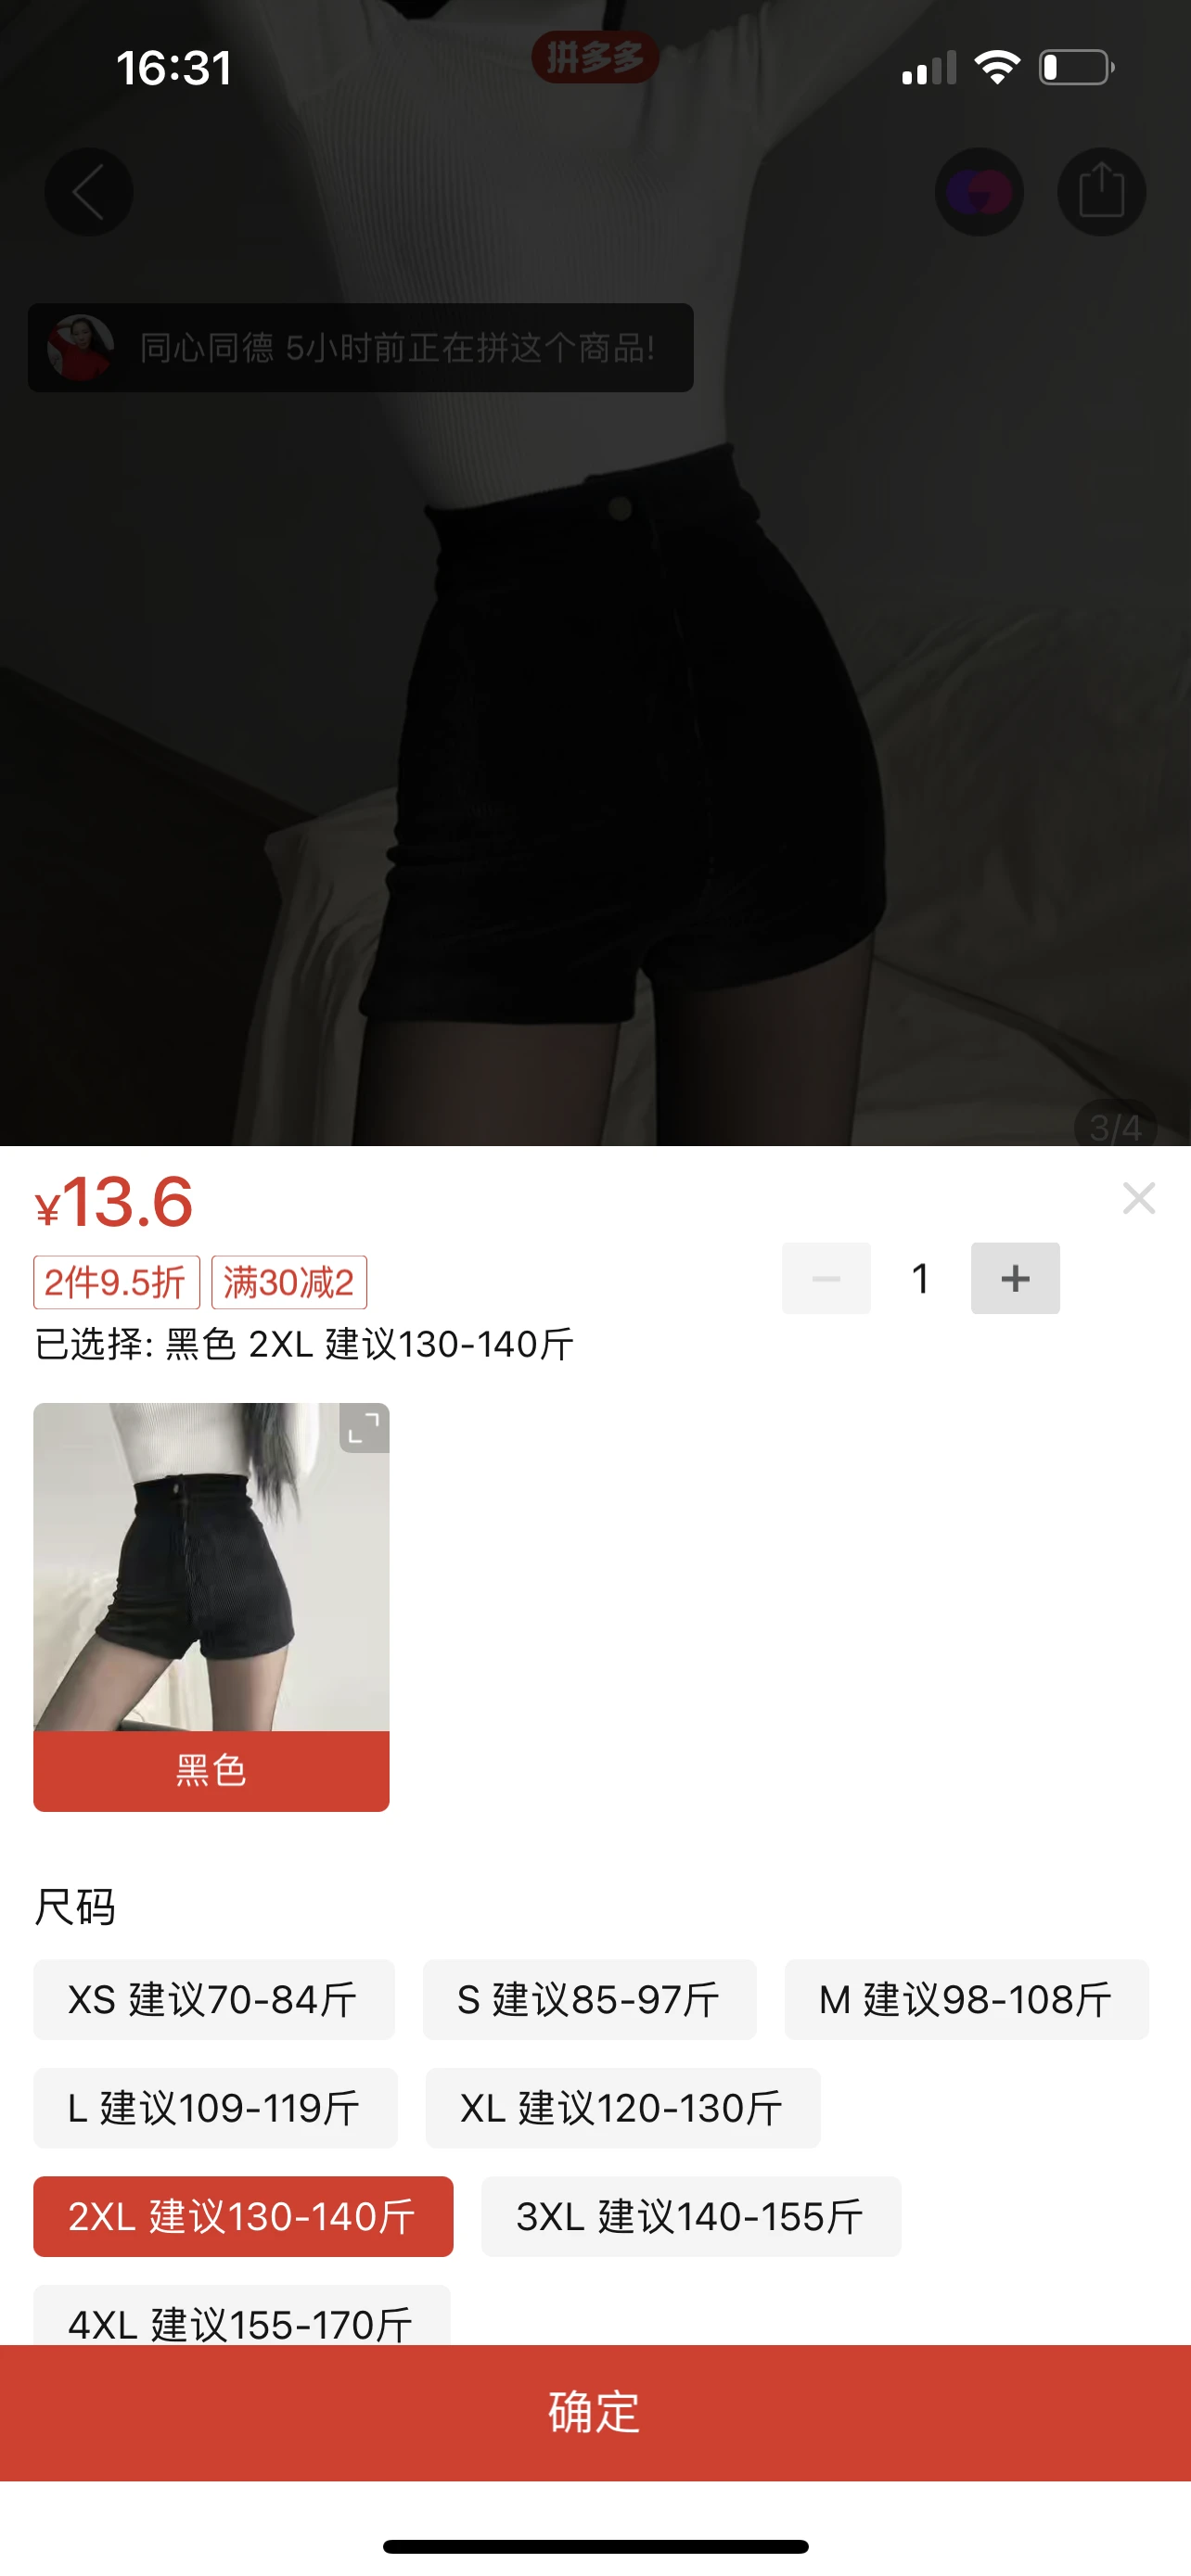 16:31
拼多多
同心同德 5小时前正在拼这个商品!
3/4
¥13.6
2件9.5折 满30减2
1
已选择: 黑色 2XL 建议130-140斤
黑色
尺码
XS 建议70-84斤 S 建议85-97斤 M 建议98-108斤
L 建议109-119斤 XL 建议120-130斤
2XL 建议130-140斤 3XL 建议140-155斤
4XL 建议155-170斤
确定